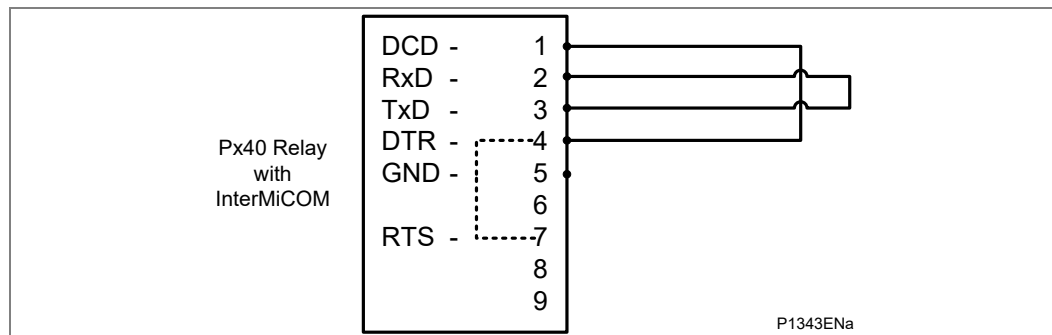 DCD - 1
RxD - 2
TxD - 3
DTR - 4
GND - 5
6
RTS - 7
8
9
Px40 Relay
with
InterMiCOM
P1343ENa